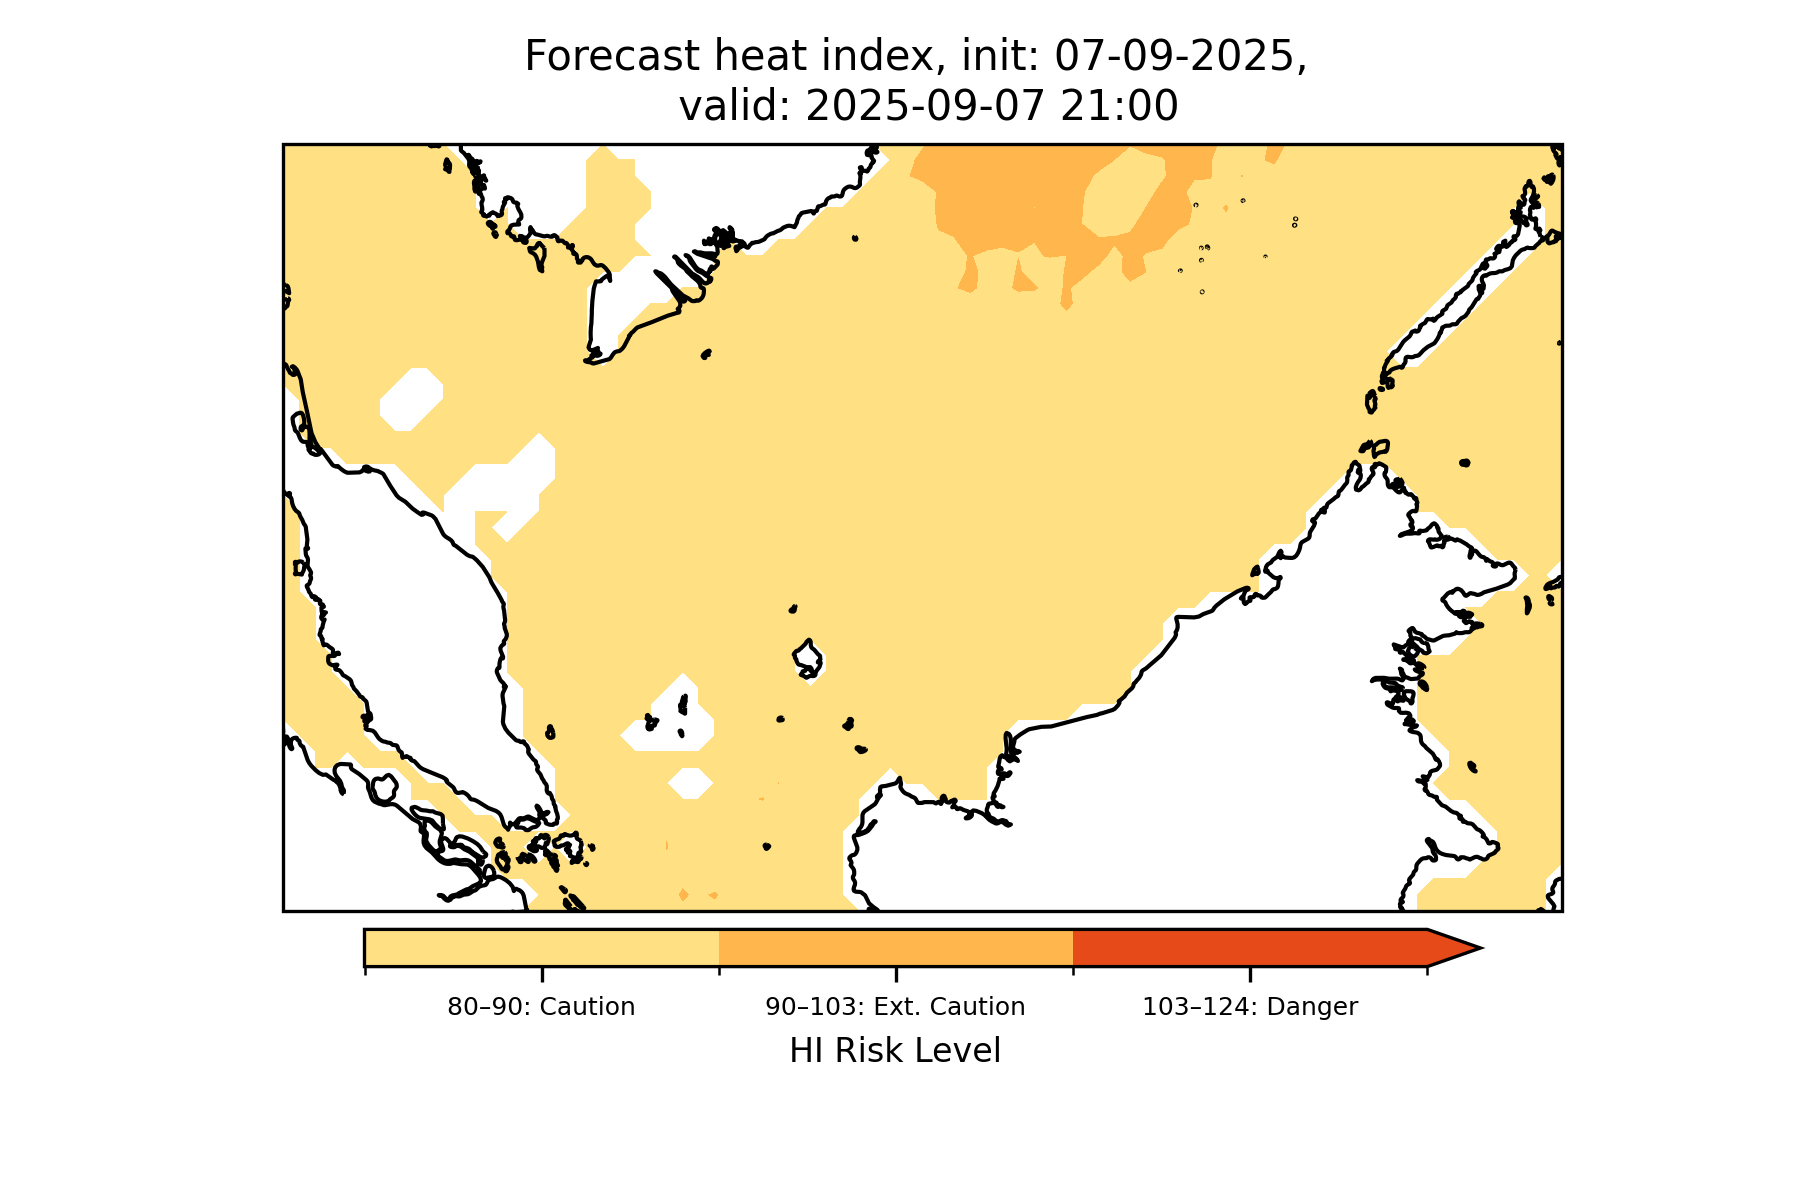 Forecast heat index, init: 07-09-2025,
valid: 2025-09-07 21:00
80–90: Caution
90–103: Ext. Caution
103–124: Danger
HI Risk Level